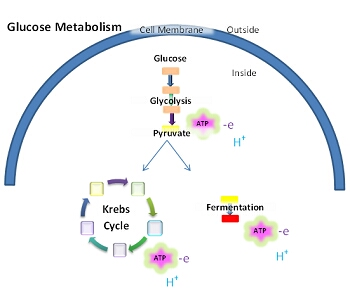 Glucose Metabolism
Cell Membrane
Outside
Inside
Glucose
Glycolysis
ATP
-e
H+
Pyruvate
Krebs
Cycle
ATP
-e
H+
Fermentation
ATP
-e
H+